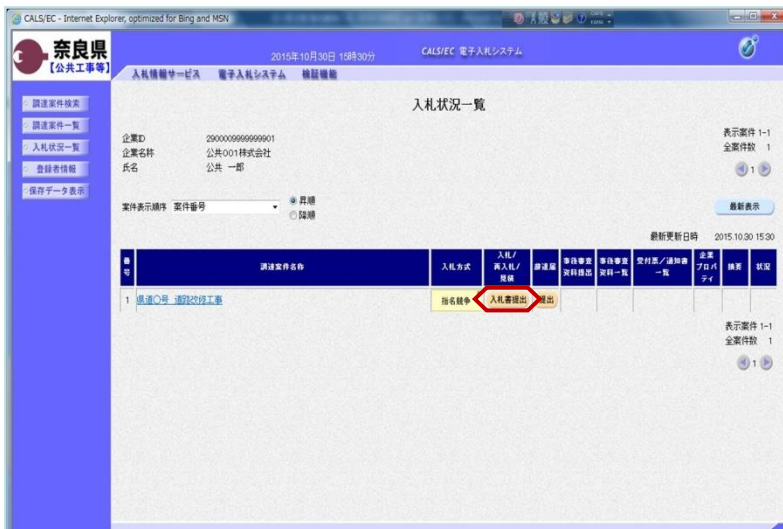 CALS/EC - Internet Explorer, optimized for Bing and MSN
奈良県
【公共工事等】
2015年10月30日 15時30分
CALS/EC 電子入札システム
入札情報サービス 電子入札システム 検証機能
調達案件検索
調達案件一覧
入札状況一覧
登録者情報
保存データ表示
入札状況一覧
企業ID 2900009999999901
企業名称 公共001株式会社
氏名 公共 一郎
表示案件 1-1
全案件数 1
1
案件表示順序 案件番号
昇順
降順
最新表示
最新更新日時 2015.10.30 15:30
番号 調達案件名称 入札方式 入札/再入札/見積 辞退届 事後審査資料提出 事後審査資料一覧 受付票/通知書一覧 企業プロパティ 摘要 状況
1 県道〇号 道路改修工事 指名競争 入札書提出 提出
表示案件 1-1
全案件数 1
1